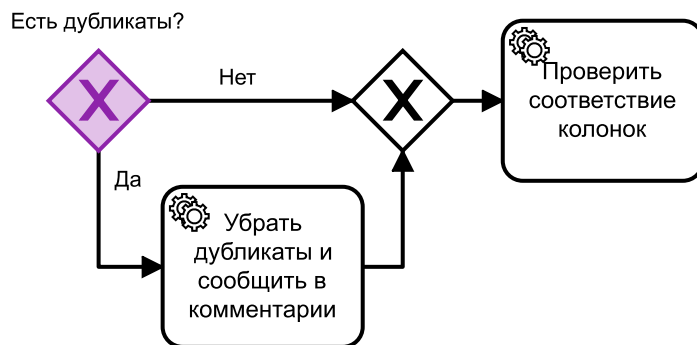 Есть дубликаты?
Нет
Проверить
соответствие
колонок
Да
Убрать
дубликаты и
сообщить в
комментарии